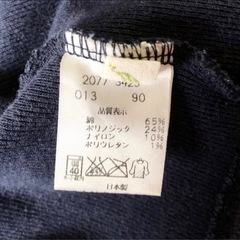 2077 3423
013 90
品質表示
綿 65%
ポリノジック 24%
ナイロン 10%
ポリウレタン 1%
40
日本製